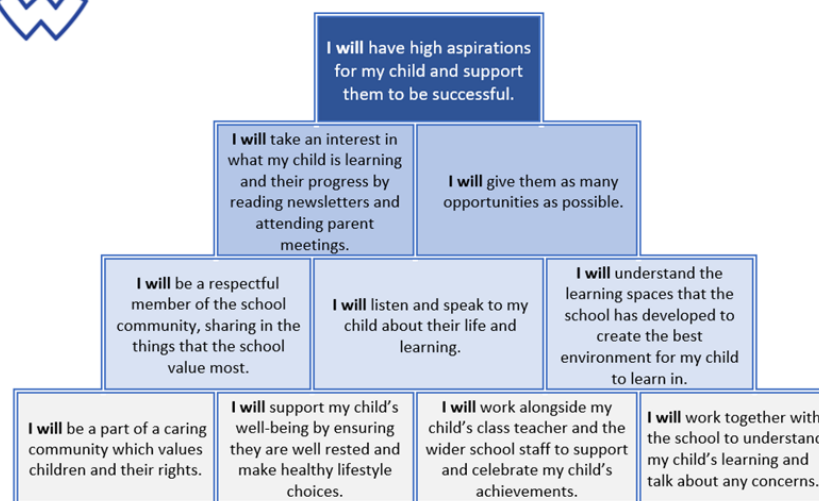 I will have high aspirations
for my child and support
them to be successful.
I will take an interest in
what my child is learning
and their progress by
reading newsletters and
attending parent
meetings.
I will give them as many
opportunities as possible.
I will be a respectful
member of the school
community, sharing in the
things that the school
value most.
I will listen and speak to my
child about their life and
learning.
I will understand the
learning spaces that the
school has developed to
create the best
environment for my child
to learn in.
I will be a part of a caring
community which values
children and their rights.
I will support my child’s
well-being by ensuring
they are well rested and
make healthy lifestyle
choices.
I will work alongside my
child’s class teacher and the
wider school staff to support
and celebrate my child’s
achievements.
I will work together with
the school to understand
my child’s learning and
talk about any concerns.